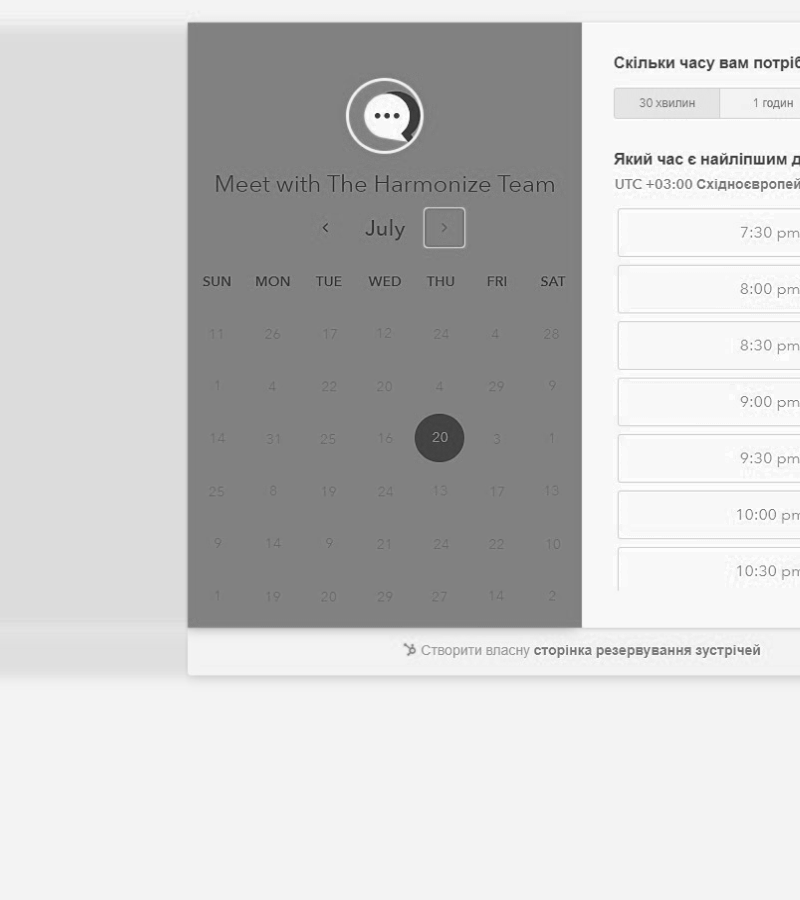 Meet with The Harmonize Team
July
SUN MON TUE WED THU FRI SAT
11 26 17 12 24 4 28
1 4 22 20 4 29 9
14 31 25 16 20 3 1
25 8 19 24 13 17 13
9 14 9 21 24 22 10
1 19 20 29 27 14 2
Скільки часу вам потріб
30 хвилин 1 годин
Який час є найліпшим д
UTC +03:00 Східноєвропей
7:30 pm
8:00 pm
8:30 pm
9:00 pm
9:30 pm
10:00 pm
10:30 pm
Створити власну сторінка резервування зустрічей